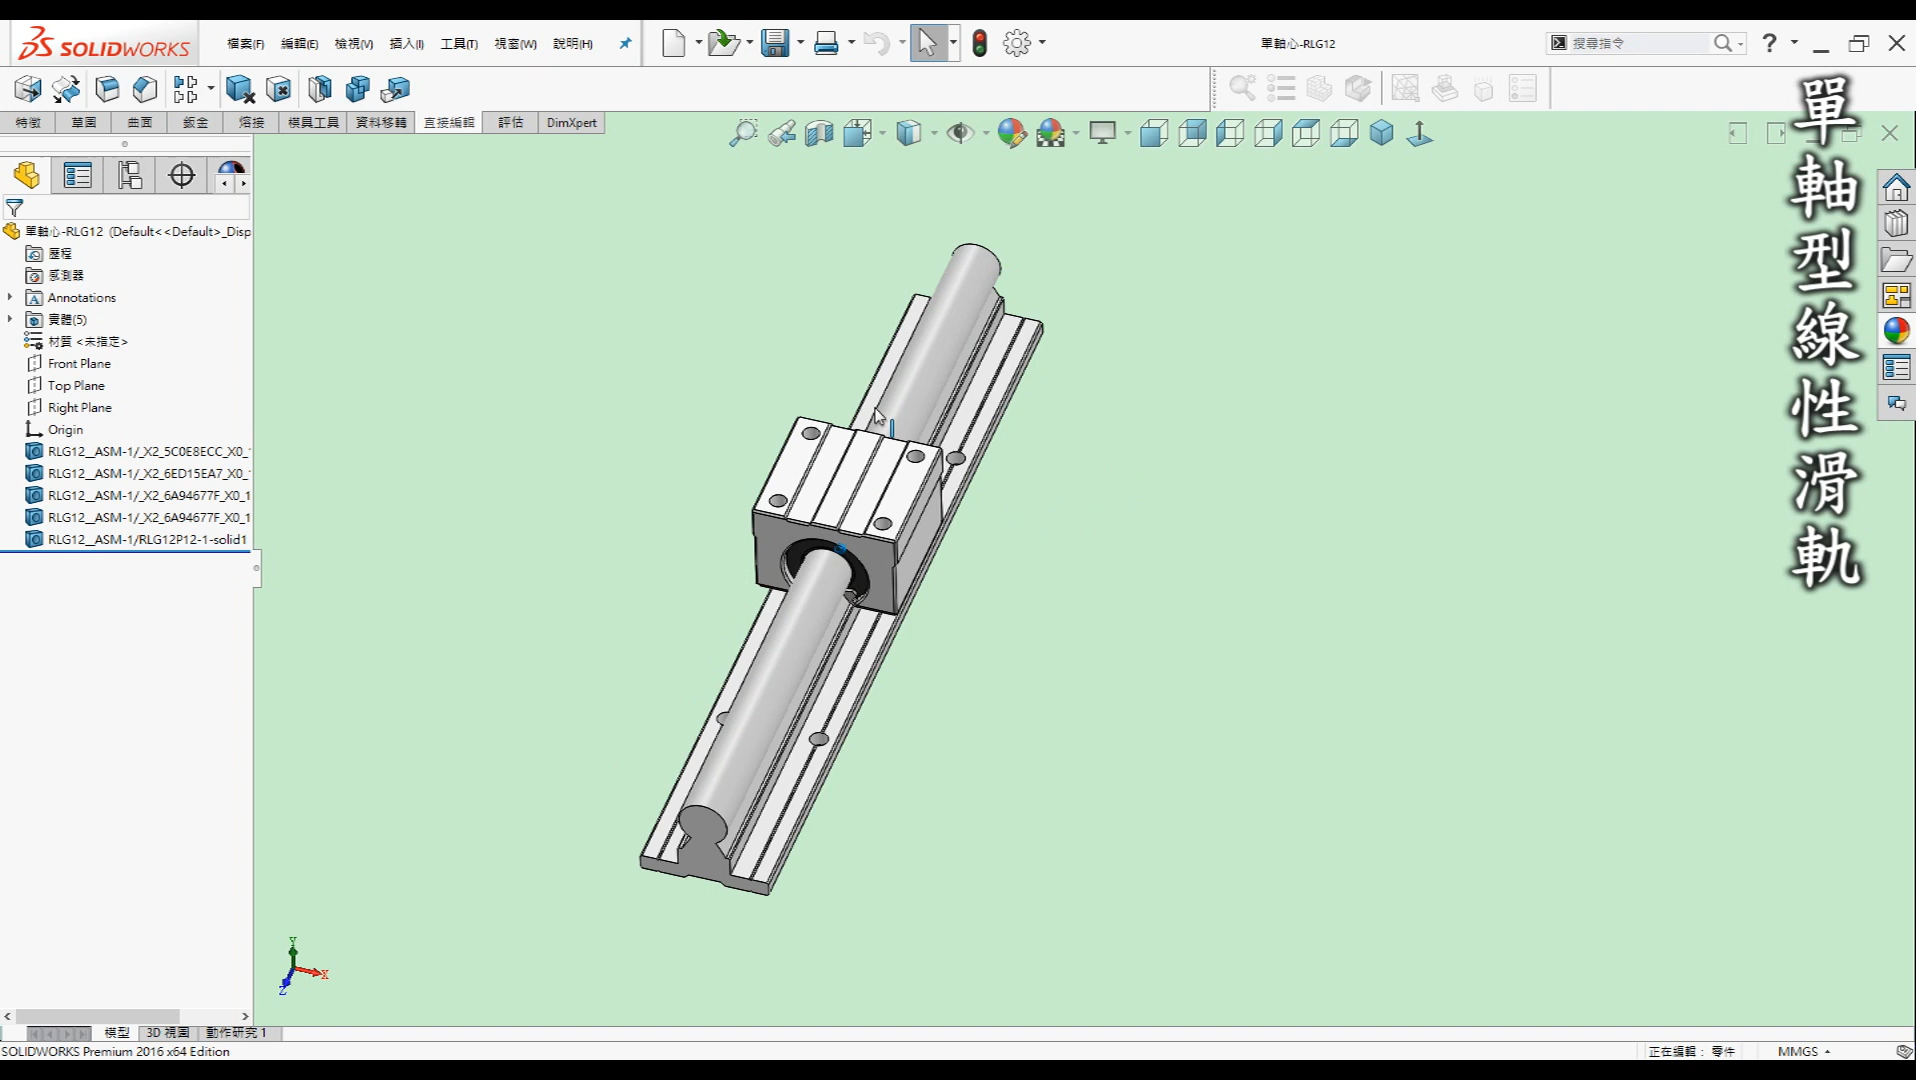 SOLIDWORKS
檔案(F) 編輯(E) 檢視(V) 插入(I) 工具(T) 視窗(W) 說明(H)
單軸心-RLG12
搜尋指令
?
特徵 草圖 曲面 鈑金 熔接 模具工具 資料移轉 直接編輯 評估 DimXpert
單軸心-RLG12 (Default<<Default>_Disp
歷程
感測器
Annotations
實體(5)
材質 <未指定>
Front Plane
Top Plane
Right Plane
Origin
RLG12__ASM-1/_X2_5C0E8ECC_X0_
RLG12__ASM-1/_X2_6ED15EA7_X0_
RLG12__ASM-1/_X2_6A94677F_X0_1
RLG12__ASM-1/_X2_6A94677F_X0_1
RLG12__ASM-1/RLG12P12-1-solid1
Y
X
Z
單軸型線性滑軌
模型 3D 視圖 動作研究 1
SOLIDWORKS Premium 2016 x64 Edition
正在編輯： 零件
MMGS